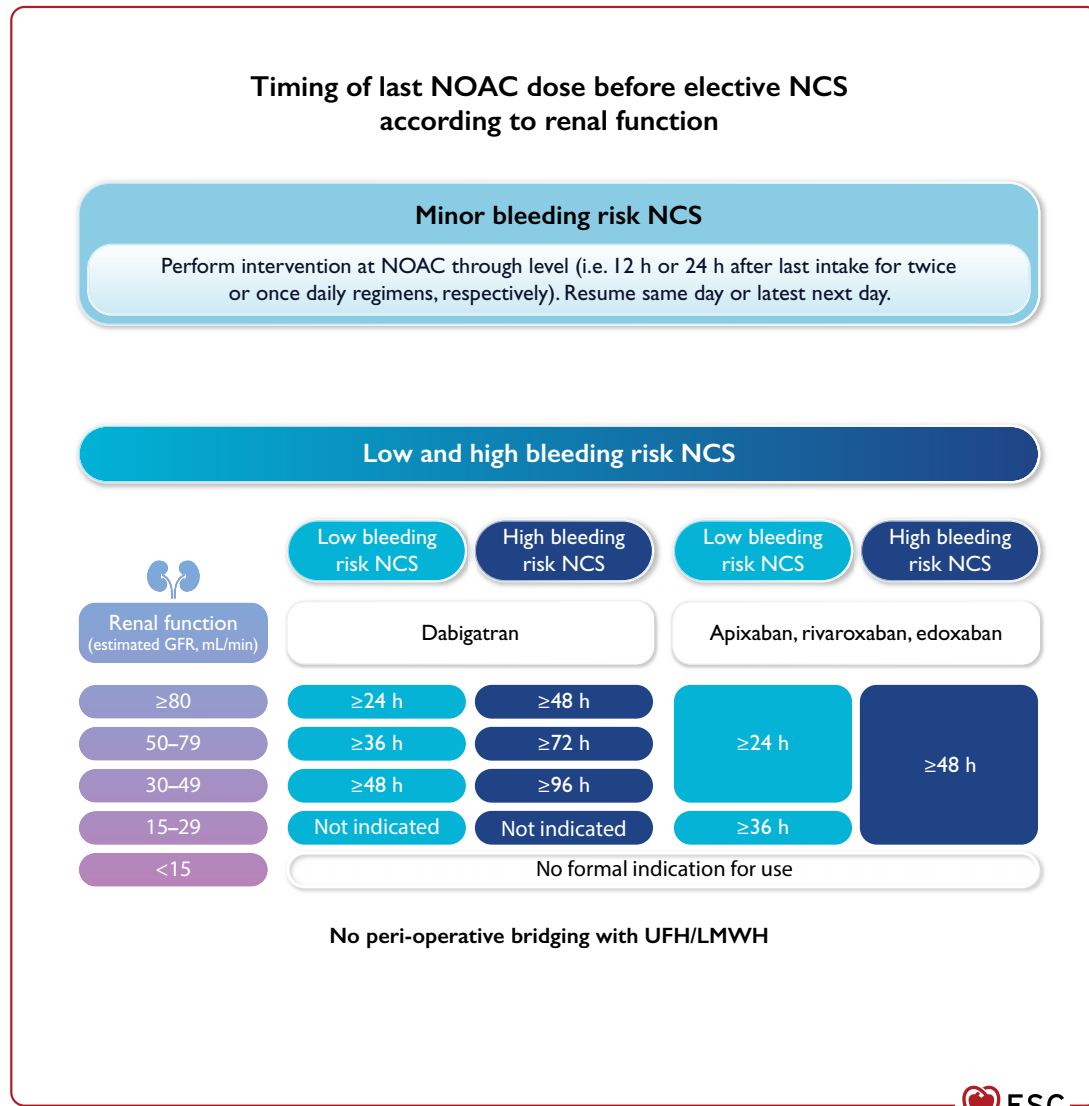 Timing of last NOAC dose before elective NCS
according to renal function
Minor bleeding risk NCS
Perform intervention at NOAC through level (i.e. 12 h or 24 h after last intake for twice
or once daily regimens, respectively). Resume same day or latest next day.
Low and high bleeding risk NCS
Low bleeding
risk NCS
High bleeding
risk NCS
Low bleeding
risk NCS
High bleeding
risk NCS
Renal function
(estimated GFR, mL/min)
Dabigatran
Apixaban, rivaroxaban, edoxaban
≥80
≥24 h
≥48 h
50–79
≥36 h
≥72 h
≥24 h
30–49
≥48 h
≥96 h
≥48 h
15–29
Not indicated
Not indicated
≥36 h
<15
No formal indication for use
No peri-operative bridging with UFH/LMWH
ESC